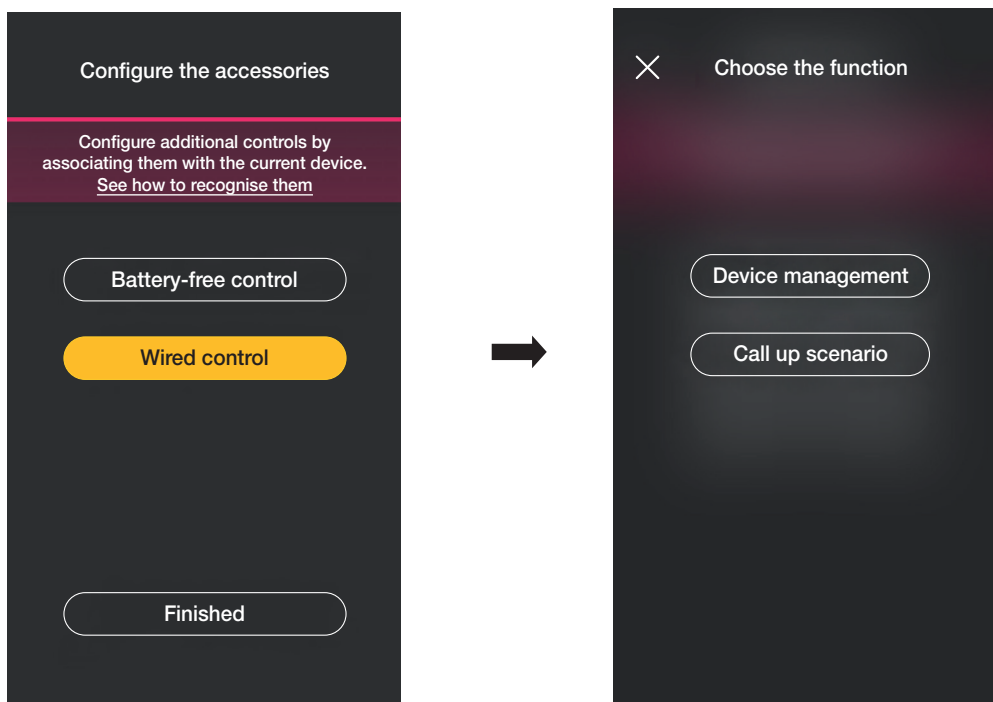 Configure the accessories
Configure additional controls by
associating them with the current device.
See how to recognise them
Battery-free control
Wired control
Finished
Choose the function
Device management
Call up scenario